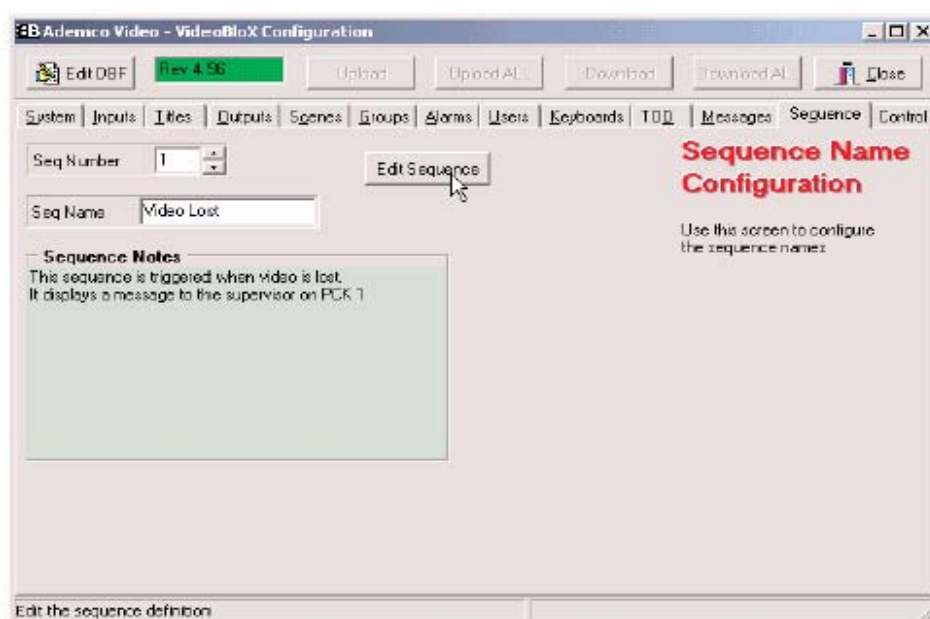 Ademco Video - VideoBloX Configuration
Edit DBF
Rev 4.96
Upload
Upload ALL
Download
Download ALL
Close
System Inputs Titles Outputs Scenes Groups Alarms Users Keyboards TOD Messages Sequence Control
Seq Number 1
Edit Sequence
Sequence Name
Configuration
Seq Name Video Lost
Use this screen to configure
the sequence names
Sequence Notes
This sequence is triggered when video is lost.
It displays a message to the supervisor on PCK 1
Edit the sequence definition